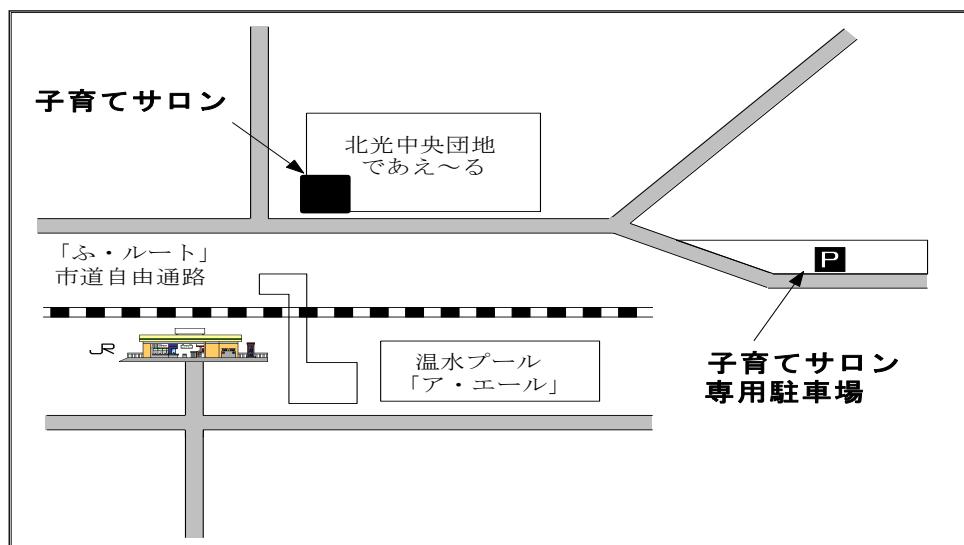 子育てサロン
北光中央団地
であえ～る
「ふ・ルート」
市道自由通路
P
JR
温水プール
「ア・エール」
子育てサロン
専用駐車場